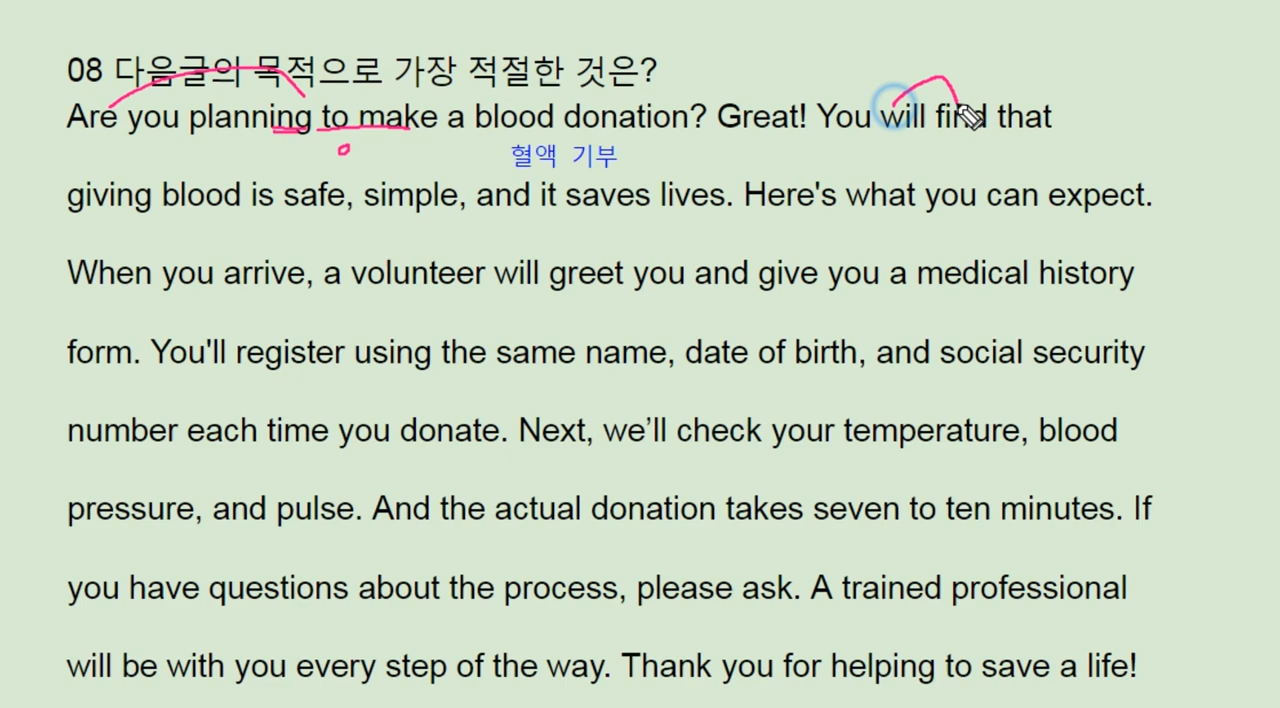 08 다음글의 목적으로 가장 적절한 것은?
Are you planning to make a blood donation? Great! You will find that
혈액 기부
giving blood is safe, simple, and it saves lives. Here's what you can expect.
When you arrive, a volunteer will greet you and give you a medical history
form. You'll register using the same name, date of birth, and social security
number each time you donate. Next, we’ll check your temperature, blood
pressure, and pulse. And the actual donation takes seven to ten minutes. If
you have questions about the process, please ask. A trained professional
will be with you every step of the way. Thank you for helping to save a life!